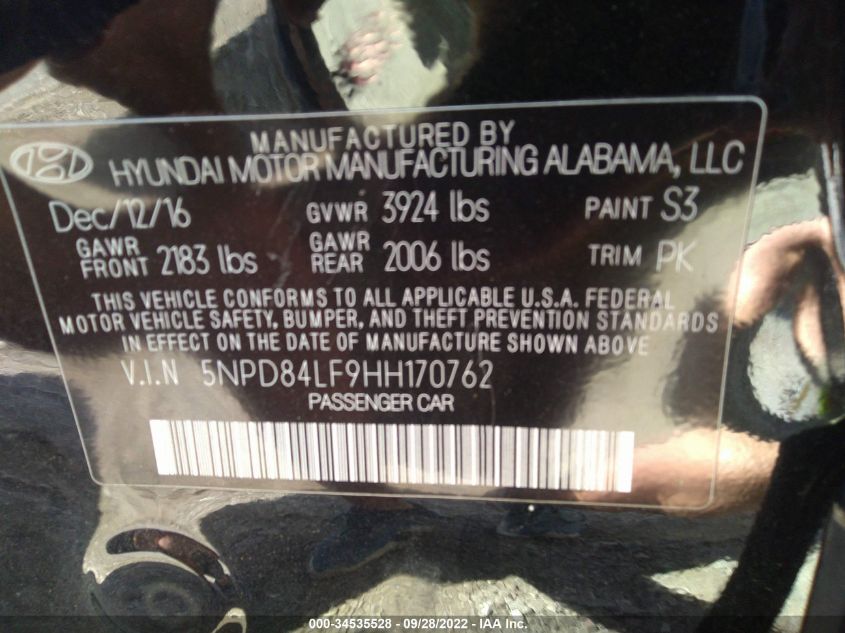 MANUFACTURED BY
HYUNDAI MOTOR MANUFACTURING ALABAMA, LLC
Dec/12/16 GVWR 3924 lbs PAINT S3
GAWR FRONT 2183 lbs GAWR REAR 2006 lbs TRIM PK
THIS VEHICLE CONFORMS TO ALL APPLICABLE U.S.A. FEDERAL
MOTOR VEHICLE SAFETY, BUMPER, AND THEFT PREVENTION STANDARDS
IN EFFECT ON THE DATE OF MANUFACTURE SHOWN ABOVE
V.I.N 5NPD84LF9HH170762
PASSENGER CAR
000-34535528 - 09/28/2022 - IAA Inc.